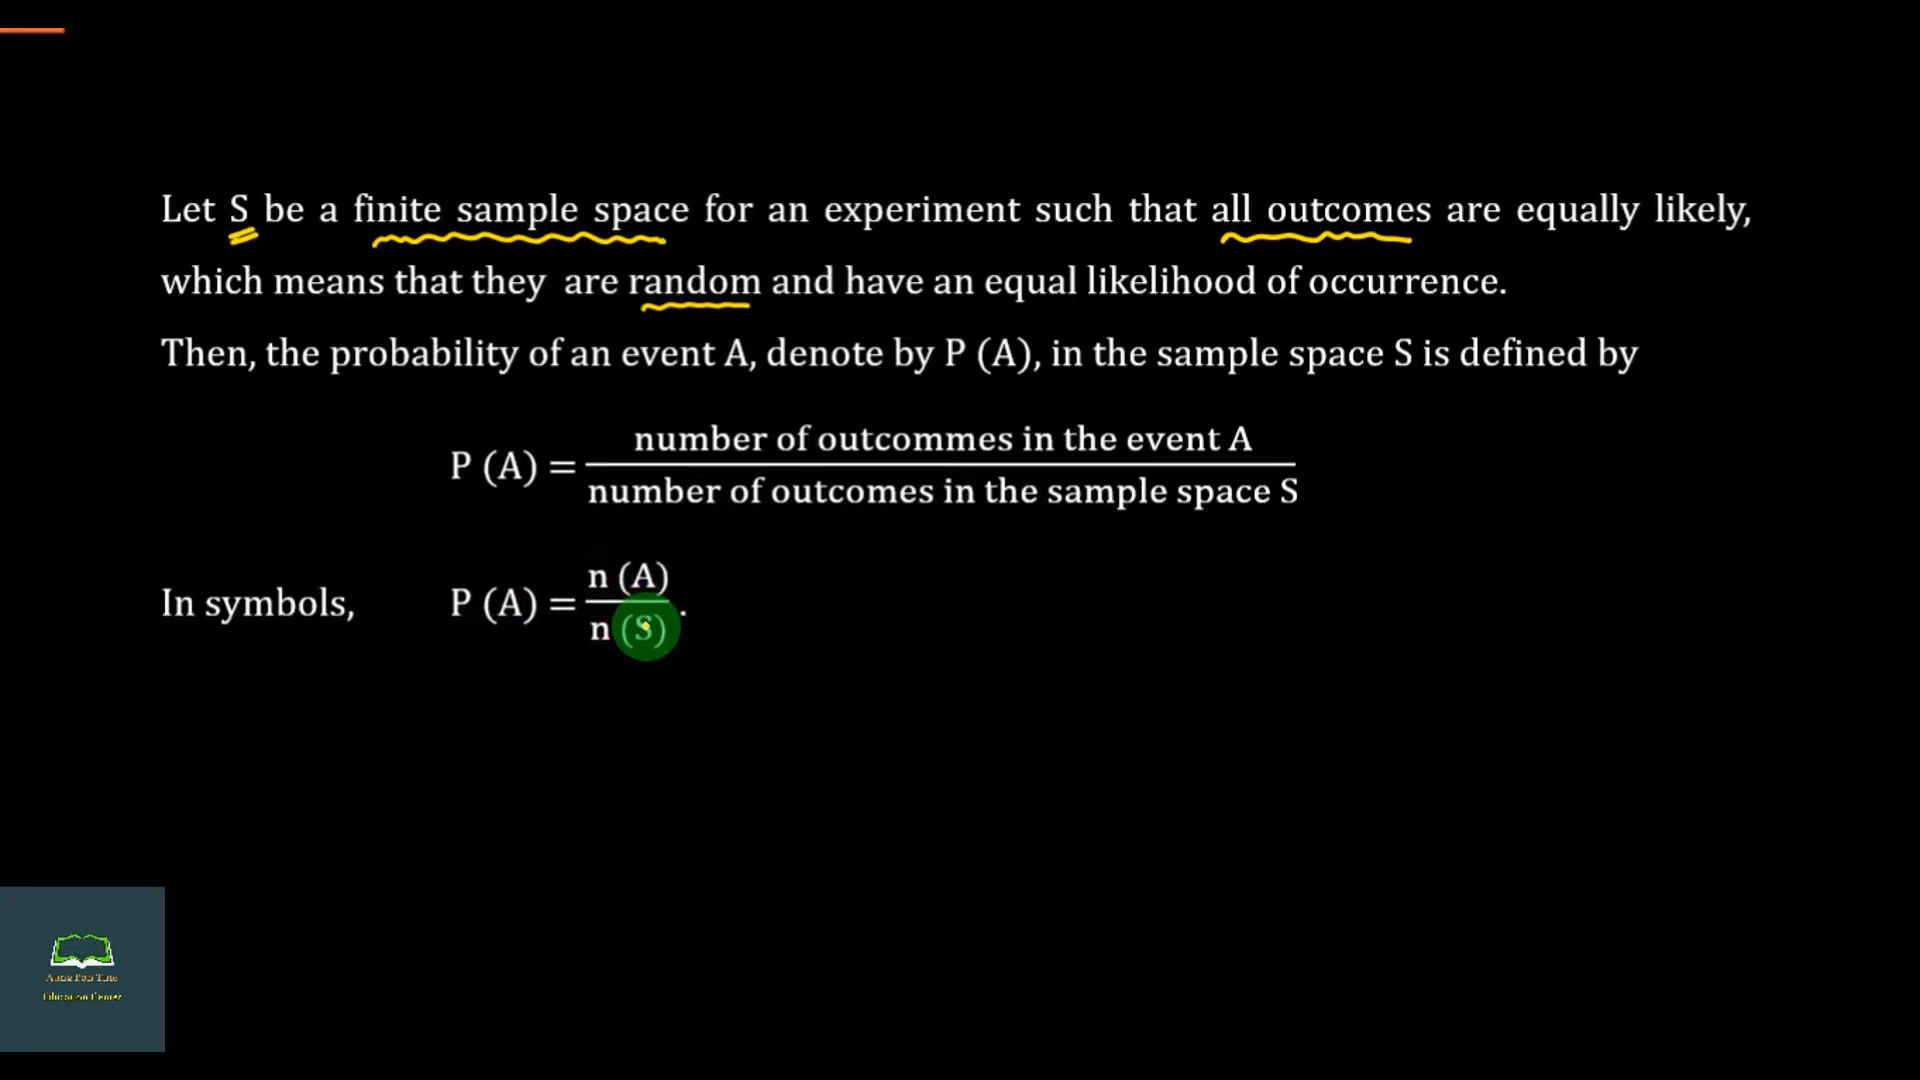 Let S be a finite sample space for an experiment such that all outcomes are equally likely,
which means that they are random and have an equal likelihood of occurrence.
Then, the probability of an event A, denote by P (A), in the sample space S is defined by
P (A) = number of outcommes in the event A / number of outcomes in the sample space S
In symbols, P (A) = n (A) / n (S) .
Education Center